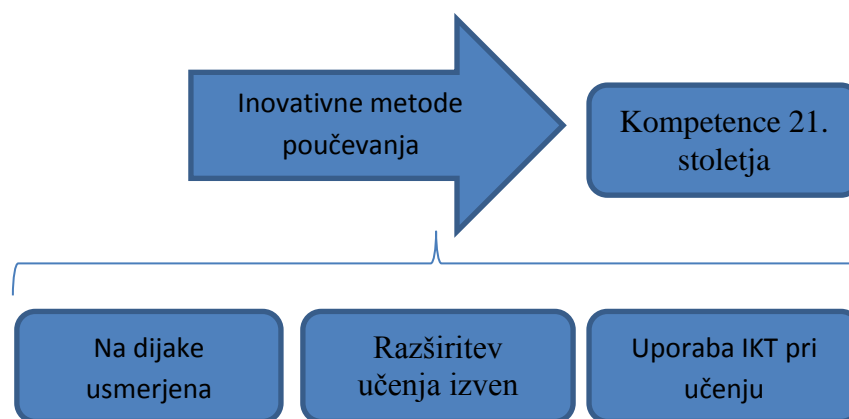 Inovativne metode
poučevanja
Kompetence 21.
stoletja
Na dijake
usmerjena
Razširitev
učenja izven
Uporaba IKT pri
učenju